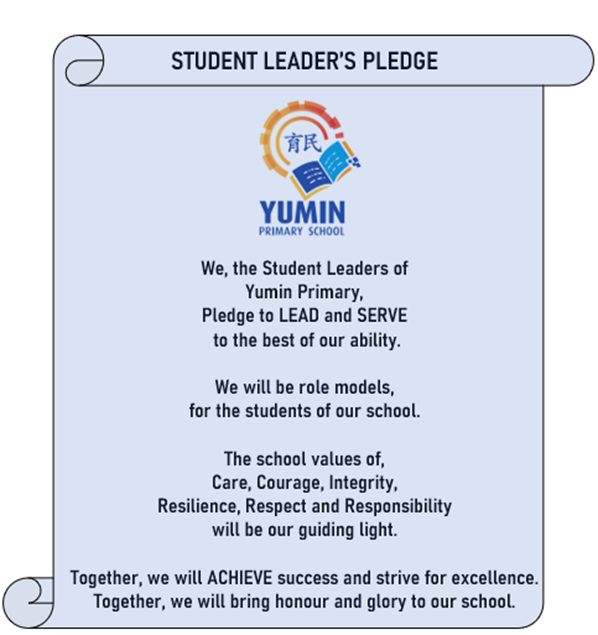 STUDENT LEADER'S PLEDGE
育民
YUMIN
PRIMARY SCHOOL
We, the Student Leaders of
Yumin Primary,
Pledge to LEAD and SERVE
to the best of our ability.
We will be role models,
for the students of our school.
The school values of,
Care, Courage, Integrity,
Resilience, Respect and Responsibility
will be our guiding light.
Together, we will ACHIEVE success and strive for excellence.
Together, we will bring honour and glory to our school.